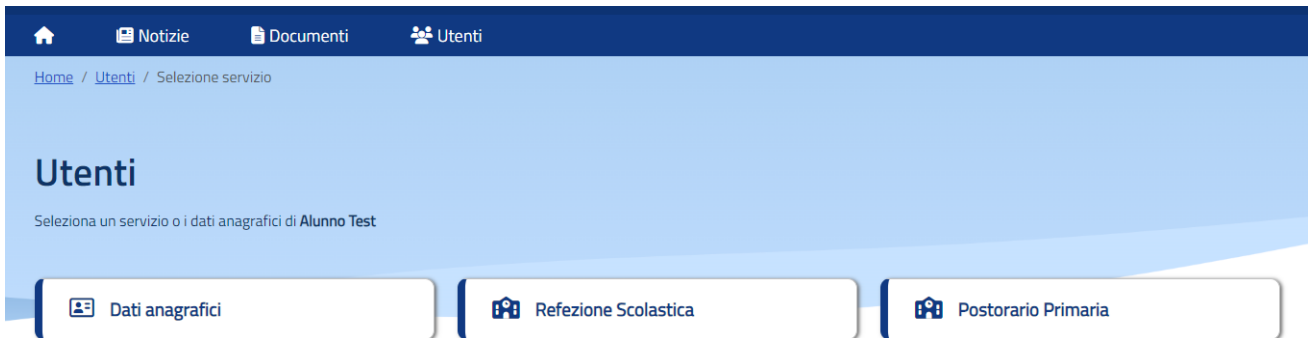 Notizie Documenti Utenti
Home / Utenti / Selezione servizio
Utenti
Seleziona un servizio o i dati anagrafici di Alunno Test
Dati anagrafici Refezione Scolastica Postorario Primaria